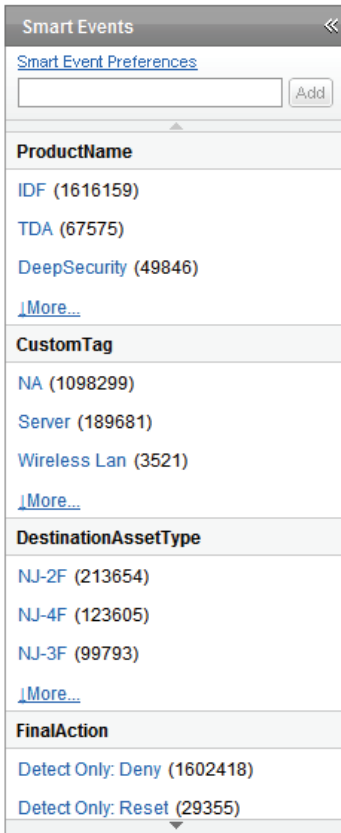 Smart Events «
Smart Event Preferences
Add
ProductName
IDF (1616159)
TDA (67575)
DeepSecurity (49846)
↓More...
CustomTag
NA (1098299)
Server (189681)
Wireless Lan (3521)
↓More...
DestinationAssetType
NJ-2F (213654)
NJ-4F (123605)
NJ-3F (99793)
↓More...
FinalAction
Detect Only: Deny (1602418)
Detect Only: Reset (29355)